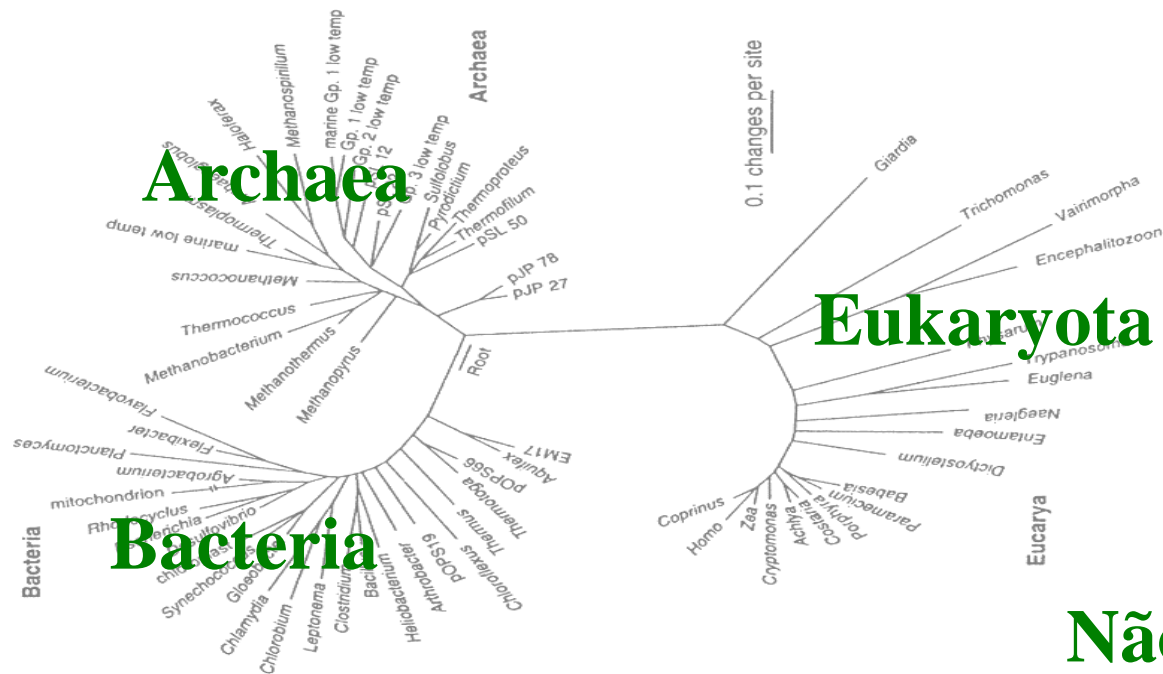 Archaea
Methanospirillum
marine Gp. 1 low temp
Gp. 1 low temp
Gp. 2 low temp
Gp. 3 low temp
Sulfolobus
Pyrodictium
Thermoproteus
Thermofilum
pSL 50
pJP 78
pJP 27
Haloferax
Archaea
marine low temp
Methanococcus
Thermococcus
Methanobacterium
Methanothermus
Methanopyrus
Root
0.1 changes per site
Giardia
Trichomonas
Vairimorpha
Encephalitozoon
Eukaryota
Euglena
Naegleria
Entamoeba
Dictyostelium
Babesia
Paramecium
Porphyra
Costaria
Achlya
Cryptomonas
Zea
Homo
Coprinus
Eucarya
Flavobacterium
Flexibacter
Planctomyces
Agrobacterium
mitochondrion
Bacteria
Bacteria
Synechococcus
Chlamydia
Chlorobium
Leptonema
Clostridium
Heliobacterium
Arthrobacter
pOPS19
Chloroflexus
Thermus
Thermotoga
pOPS66
Aquifex
EM17